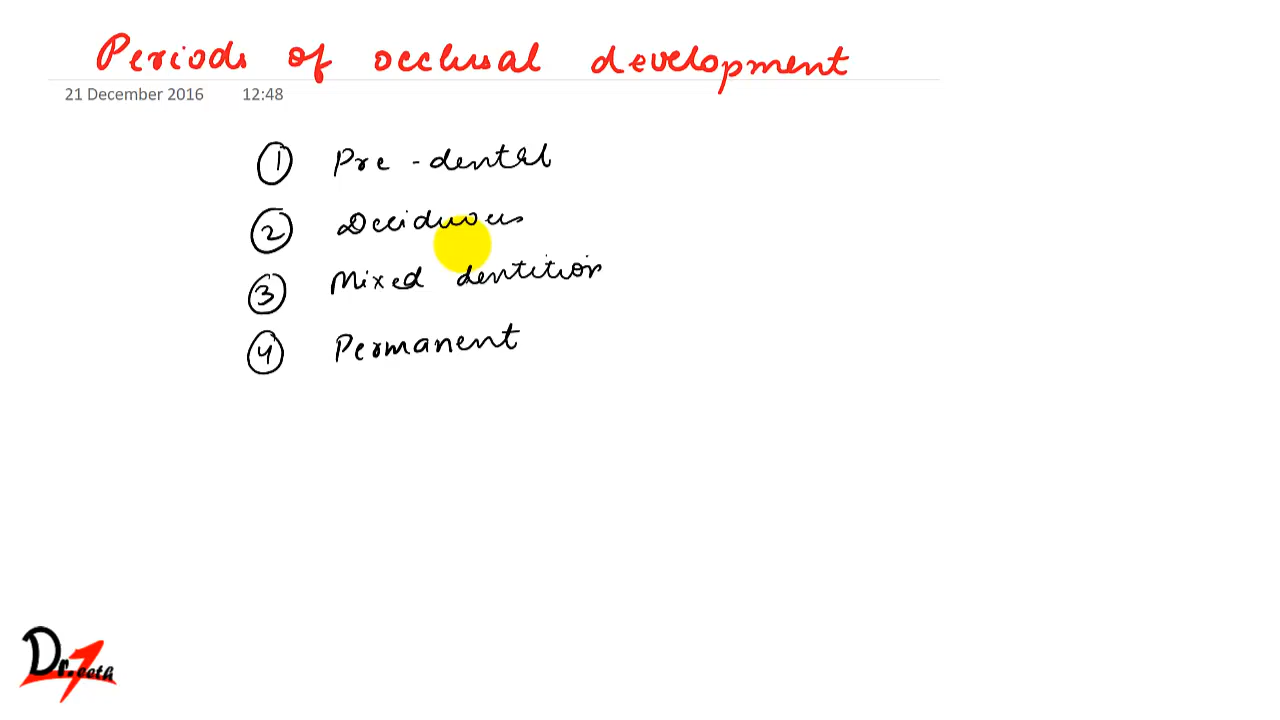 Periods of occlusal development
21 December 2016 12:48
1 Pre-dental
2 Deciduous
3 Mixed dentition
4 Permanent
Dr.Teeth